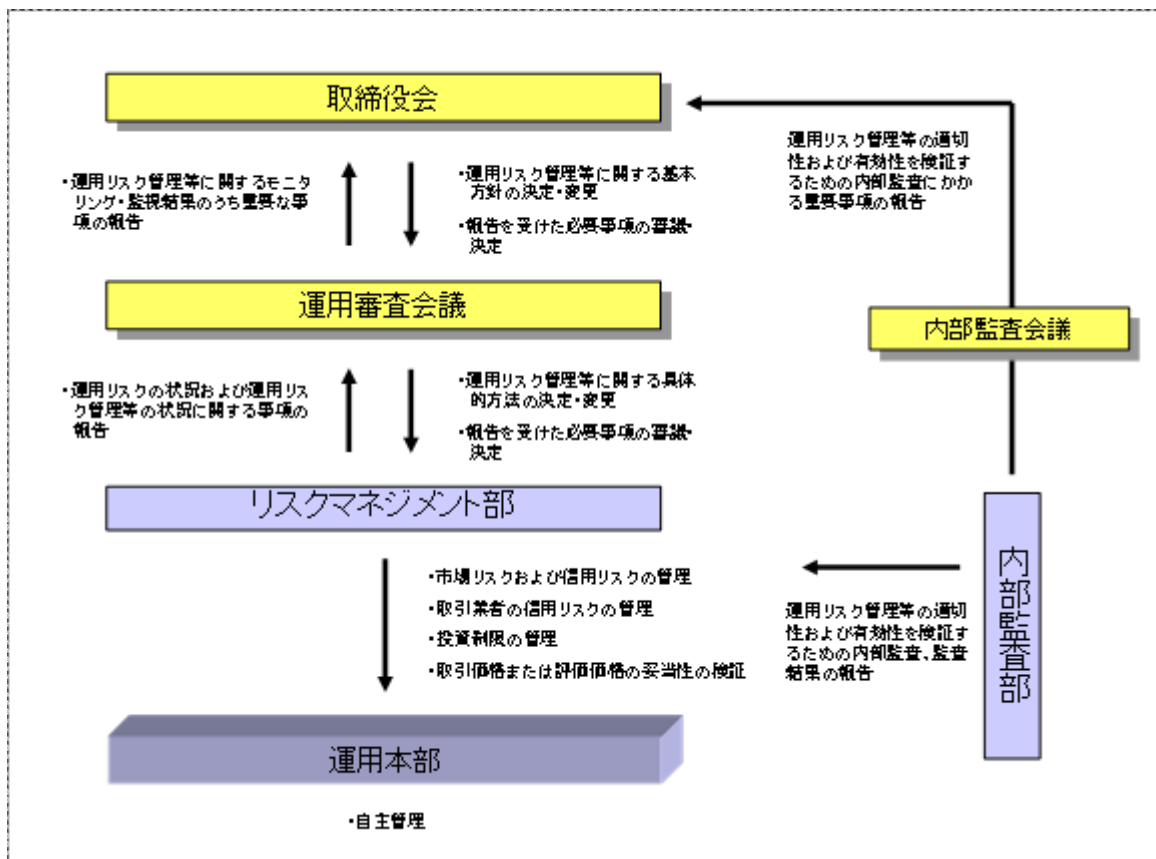 取締役会
・運用リスク管理等に関するモニタ
リング・監視結果のうち重要な事
項の報告
・運用リスク管理等に関する基本
方針の決定・変更
・報告を受けた必要事項の審議・
決定
運用リスク管理等の適切
性および有効性を検証す
るための内部監査にかか
る重要事項の報告
運用審査会議
内部監査会議
・運用リスクの状況および運用リス
ク管理等の状況に関する事項の
報告
・運用リスク管理等に関する具体
的方法の決定・変更
・報告を受けた必要事項の審議・
決定
リスクマネジメント部
・市場リスクおよび信用リスクの管理
・取引業者の信用リスクの管理
・投資制限の管理
・取引価格または評価価格の妥当性の検証
運用リスク管理等の適切
性および有効性を検証す
るための内部監査、監査
結果の報告
内部監査部
運用本部
・自主管理